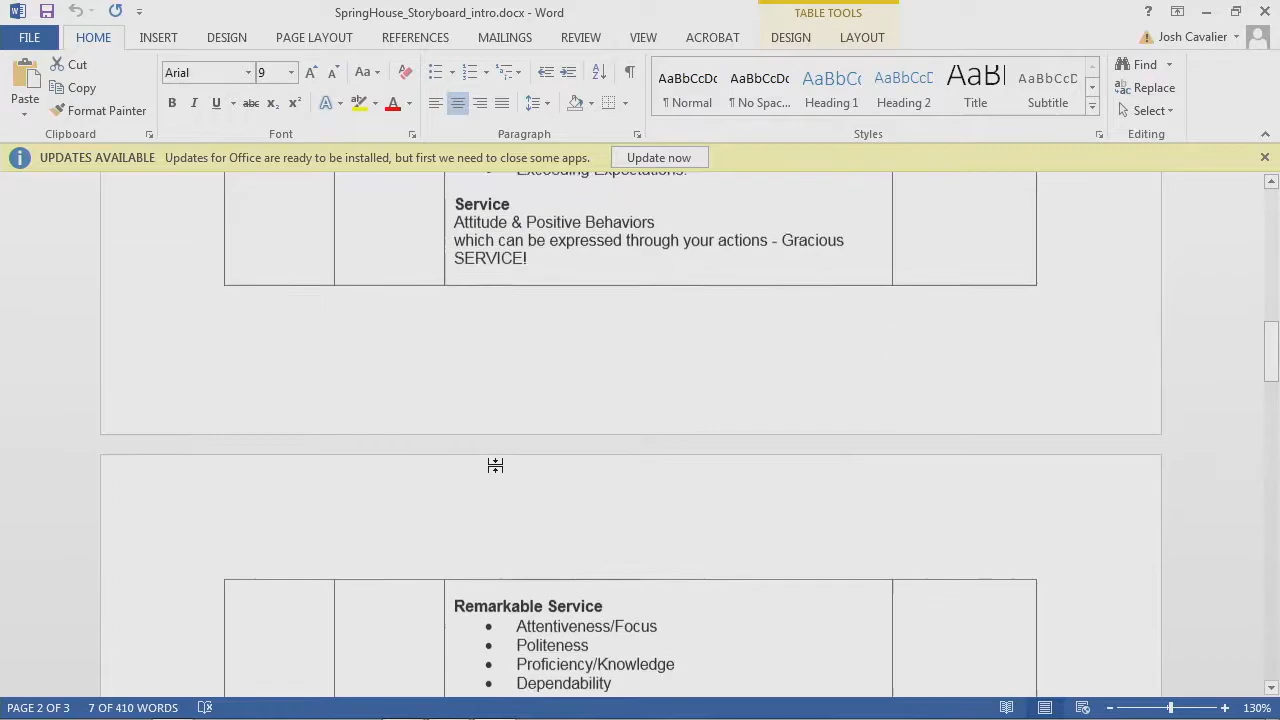 SpringHouse_Storyboard_intro.docx - Word
TABLE TOOLS
FILE
HOME
INSERT
DESIGN
PAGE LAYOUT
REFERENCES
MAILINGS
REVIEW
VIEW
ACROBAT
DESIGN
LAYOUT
Josh Cavalier
Paste
Cut
Copy
Format Painter
Clipboard
Arial
9
Font
Paragraph
AaBbCcDc
AaBbCcDc
AaBbCc
AaBbCcDc
AaBl
AaBbCcDc
¶ Normal
¶ No Spac...
Heading 1
Heading 2
Title
Subtitle
Styles
Find
Replace
Select
Editing
UPDATES AVAILABLE Updates for Office are ready to be installed, but first we need to close some apps.
Update now
• Exceeding Expectations!
Service
Attitude & Positive Behaviors
which can be expressed through your actions - Gracious
SERVICE!
Remarkable Service
• Attentiveness/Focus
• Politeness
• Proficiency/Knowledge
• Dependability
PAGE 2 OF 3
7 OF 410 WORDS
130%